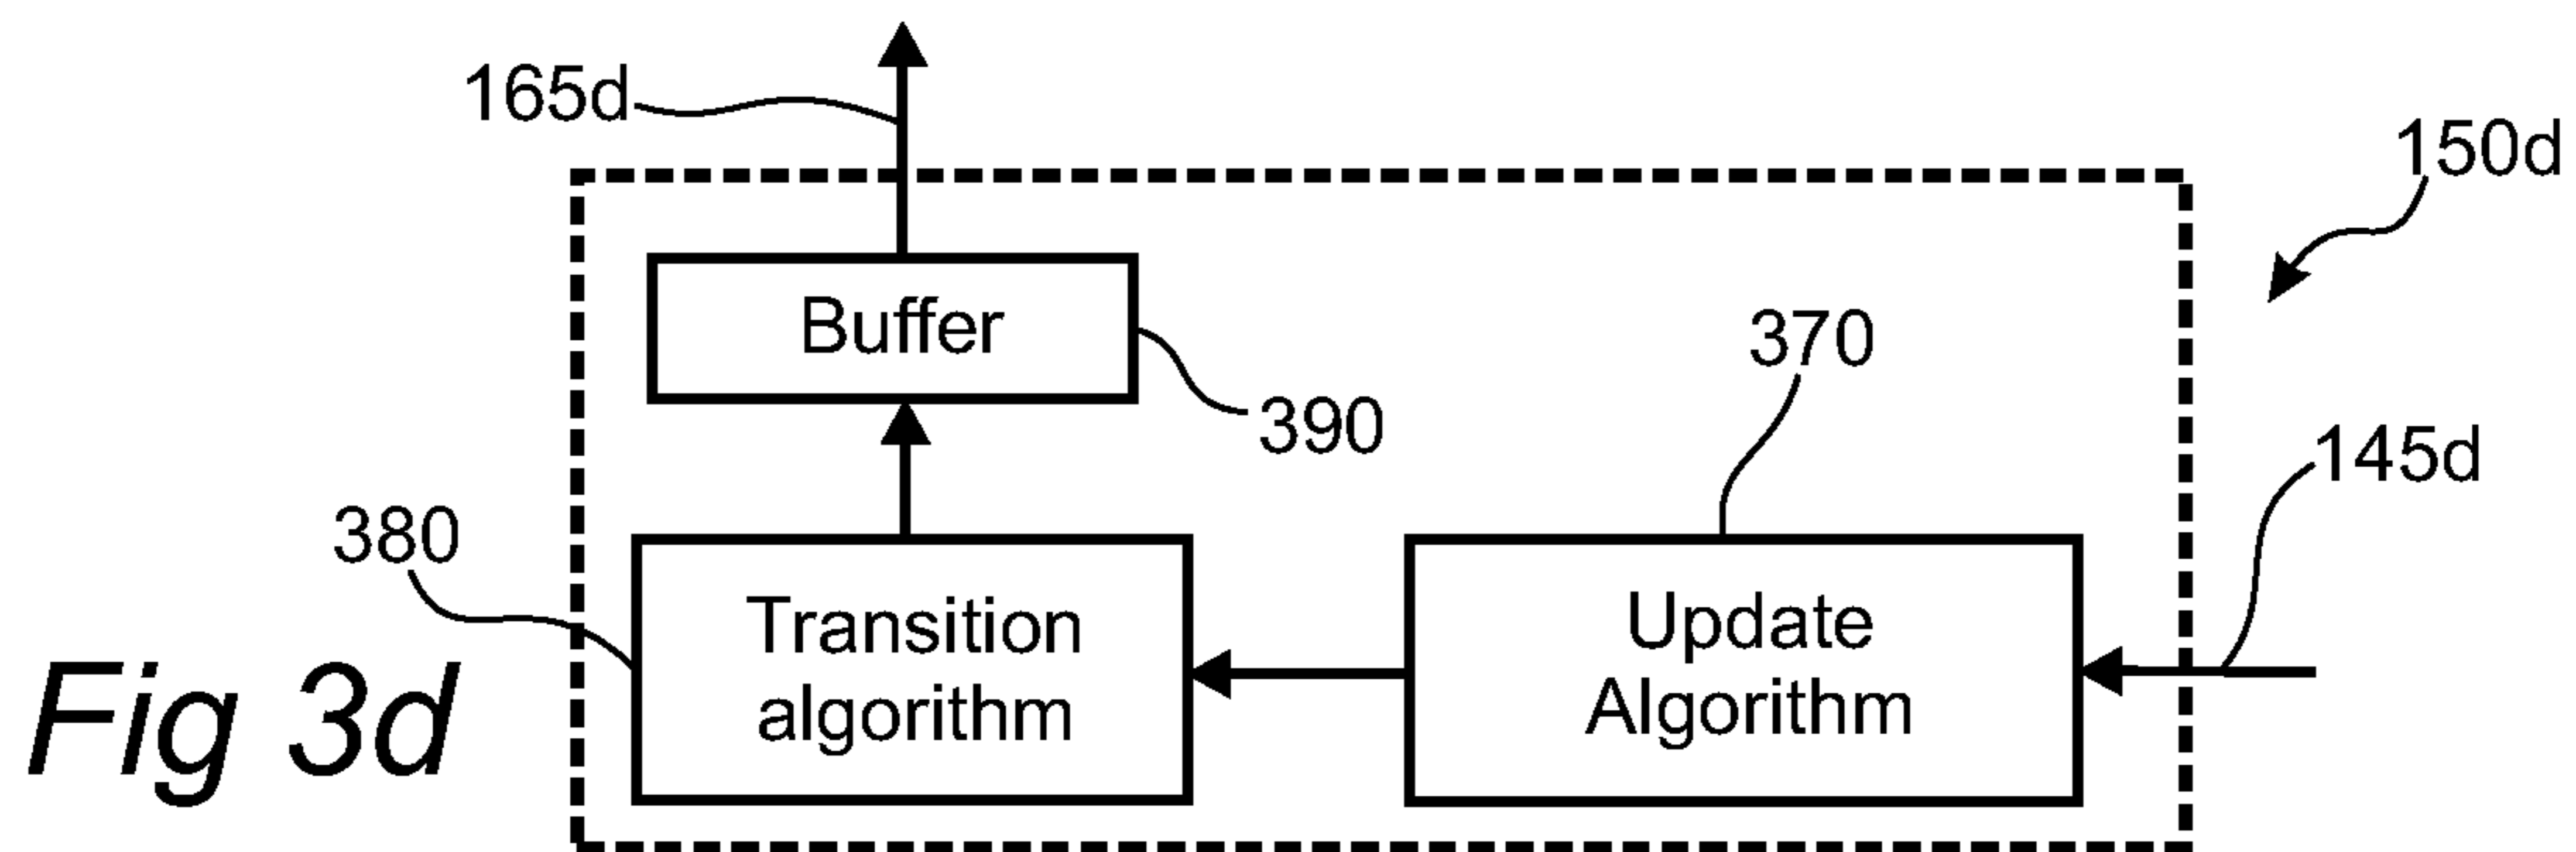 165d
150d
Buffer
370
390
145d
380
Transition
algorithm
Update
Algorithm
Fig 3d